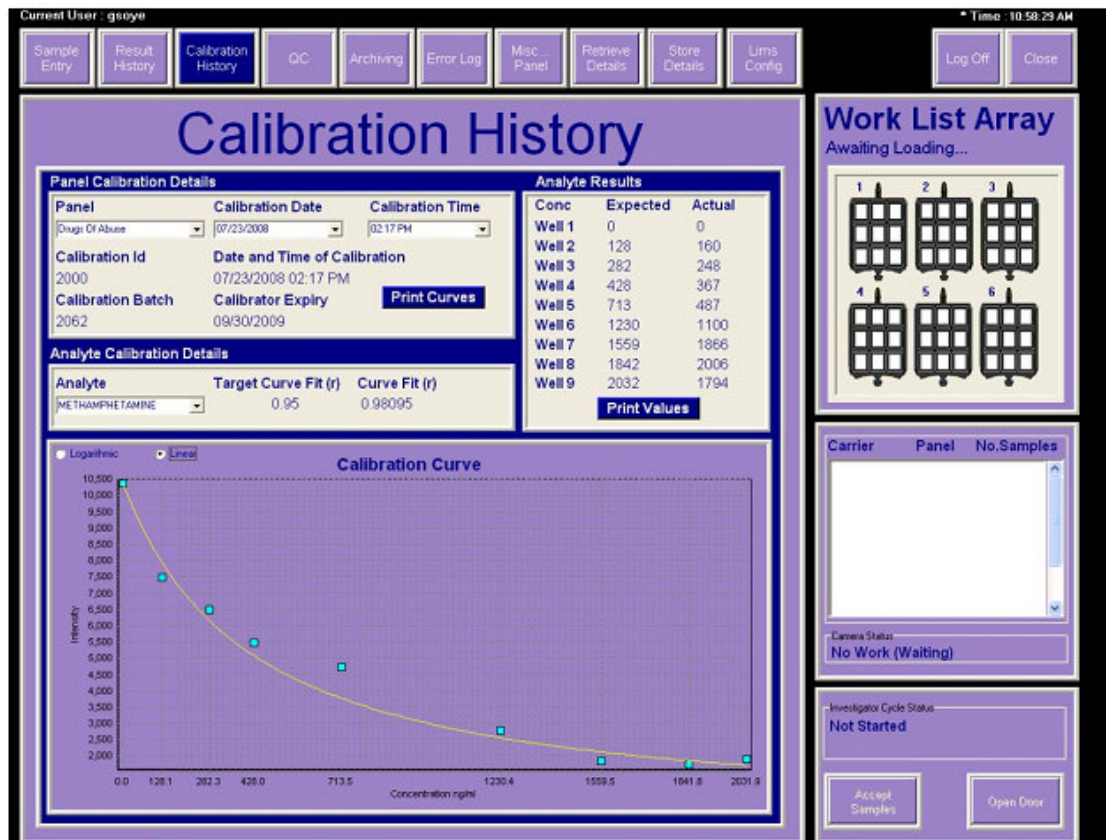 Current User : gsoye
* Time :10:58:29 AM
Sample Entry
Result History
Calibration History
QC
Archiving
Error Log
Misc... Panel
Retrieve Details
Store Details
Lims Config
Log Off
Close
Calibration History
Panel Calibration Details
Panel Calibration Date Calibration Time
Drugs Of Abuse 07/23/2008 02:17 PM
Calibration Id Date and Time of Calibration
2000 07/23/2008 02:17 PM
Calibration Batch Calibrator Expiry
Print Curves
2062 09/30/2009
Analyte Calibration Details
Analyte Target Curve Fit (r) Curve Fit (r)
METHAMPHETAMINE 0.95 0.98095
Analyte Results
Conc Expected Actual
Well 1 0 0
Well 2 128 160
Well 3 282 248
Well 4 428 367
Well 5 713 487
Well 6 1230 1100
Well 7 1559 1866
Well 8 1842 2006
Well 9 2032 1794
Print Values
Logarithmic Linear
Calibration Curve
10,500
10,000
9,500
9,000
8,500
8,000
7,500
7,000
6,500
6,000
5,500
5,000
4,500
4,000
3,500
3,000
2,500
2,000
Intensity
0.0 128.1 282.3 428.0 713.5 1230.4 1559.5 1841.8 2031.9
Concentration ng/ml
Work List Array
Awaiting Loading...
1 2 3
4 5 6
Carrier Panel No.Samples
Camera Status
No Work (Waiting)
Investigator Cycle Status
Not Started
Accept Samples
Open Door